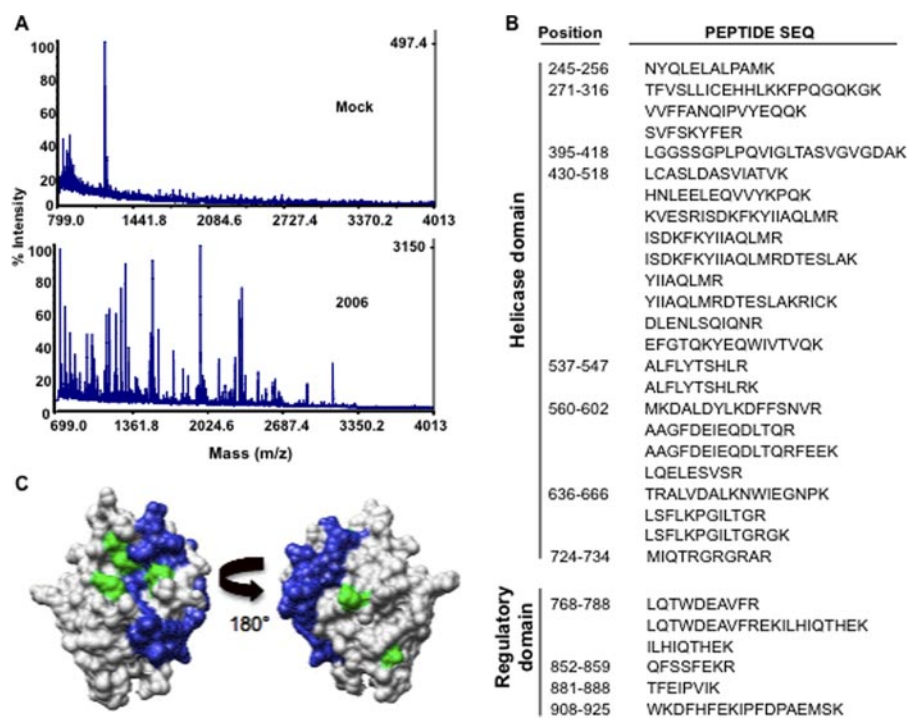 A
100
80
60
40
20
0
497.4
Mock
799.0 1441.8 2084.6 2727.4 3370.2 4013
% Intensity
100
80
60
40
20
0
3150
2006
699.0 1361.8 2024.6 2687.4 3350.2 4013
Mass (m/z)
C
180°
B
Position PEPTIDE SEQ
Helicase domain
245-256 NYQLELALPAMK
271-316 TFVSLLICEHHLKKFPQGQKGK
VVFFANQIPVYEQQK
SVFSKYFER
395-418 LGGSSGPLPQVIGLTASVGVGDAK
430-518 LCASLDASVIATVK
HNLEELEQVVYKPQK
KVESRISDKFKYIIAQLMR
ISDKFKYIIAQLMR
ISDKFKYIIAQLMRDTESLAK
YIIAQLMR
YIIAQLMRDTESLAKRICK
DLENLSQIQNR
EFGTQKYEQWIVTVQK
537-547 ALFLYTSHLR
ALFLYTSHLRK
560-602 MKDALDYLKDFFSNVR
AAGFDEIEQDLTQR
AAGFDEIEQDLTQRFEEK
LQELESVSR
636-666 TRALVDALKNWIEGNPK
LSFLKPGILTGR
LSFLKPGILTGRGK
724-734 MIQTRGRGRAR
Regulatory domain
768-788 LQTWDEAVFR
LQTWDEAVFREKILHIQTHEK
ILHIQTHEK
852-859 QFSSFEKR
881-888 TFEIPVIK
908-925 WKDFHFEKIPFDPAEMSK